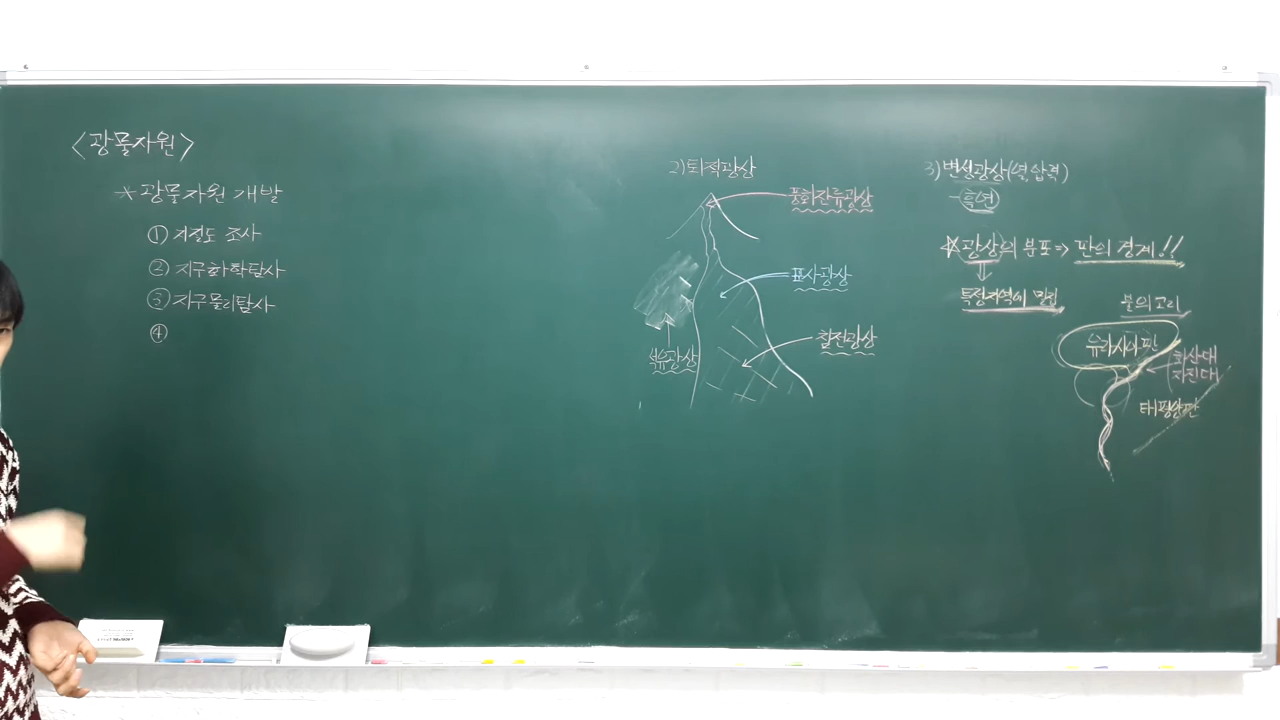 <광물자원>
* 광물자원 개발
① 지질도 조사
② 지구화학탐사
③ 지구물리탐사
④
2) 퇴적광상
풍화잔류광상
표사광상
침전광상
석유광상
3) 변성광상(열,압력)
- 흑연
☆광상의 분포⇒ 판의 경계!!
⇓
특정지역에 밀집
불의고리
유라시아판
화산대
지진대
태평양판